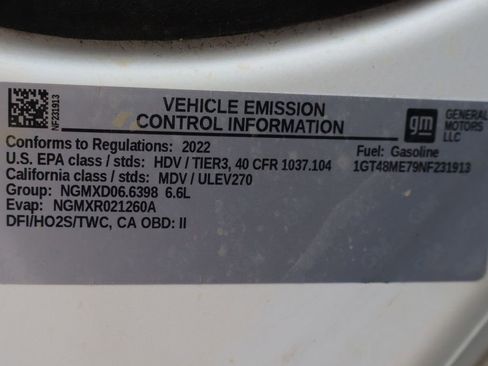 NF231913
VEHICLE EMISSION
CONTROL INFORMATION
gm
GENERAL
MOTORS
LLC
Conforms to Regulations: 2022
Fuel: Gasoline
U.S. EPA class / stds: HDV / TIER3, 40 CFR 1037.104
1GT48ME79NF231913
California class / stds: MDV / ULEV270
Group: NGMXD06.6398 6.6L
Evap: NGMXR021260A
DFI/HO2S/TWC, CA OBD: II